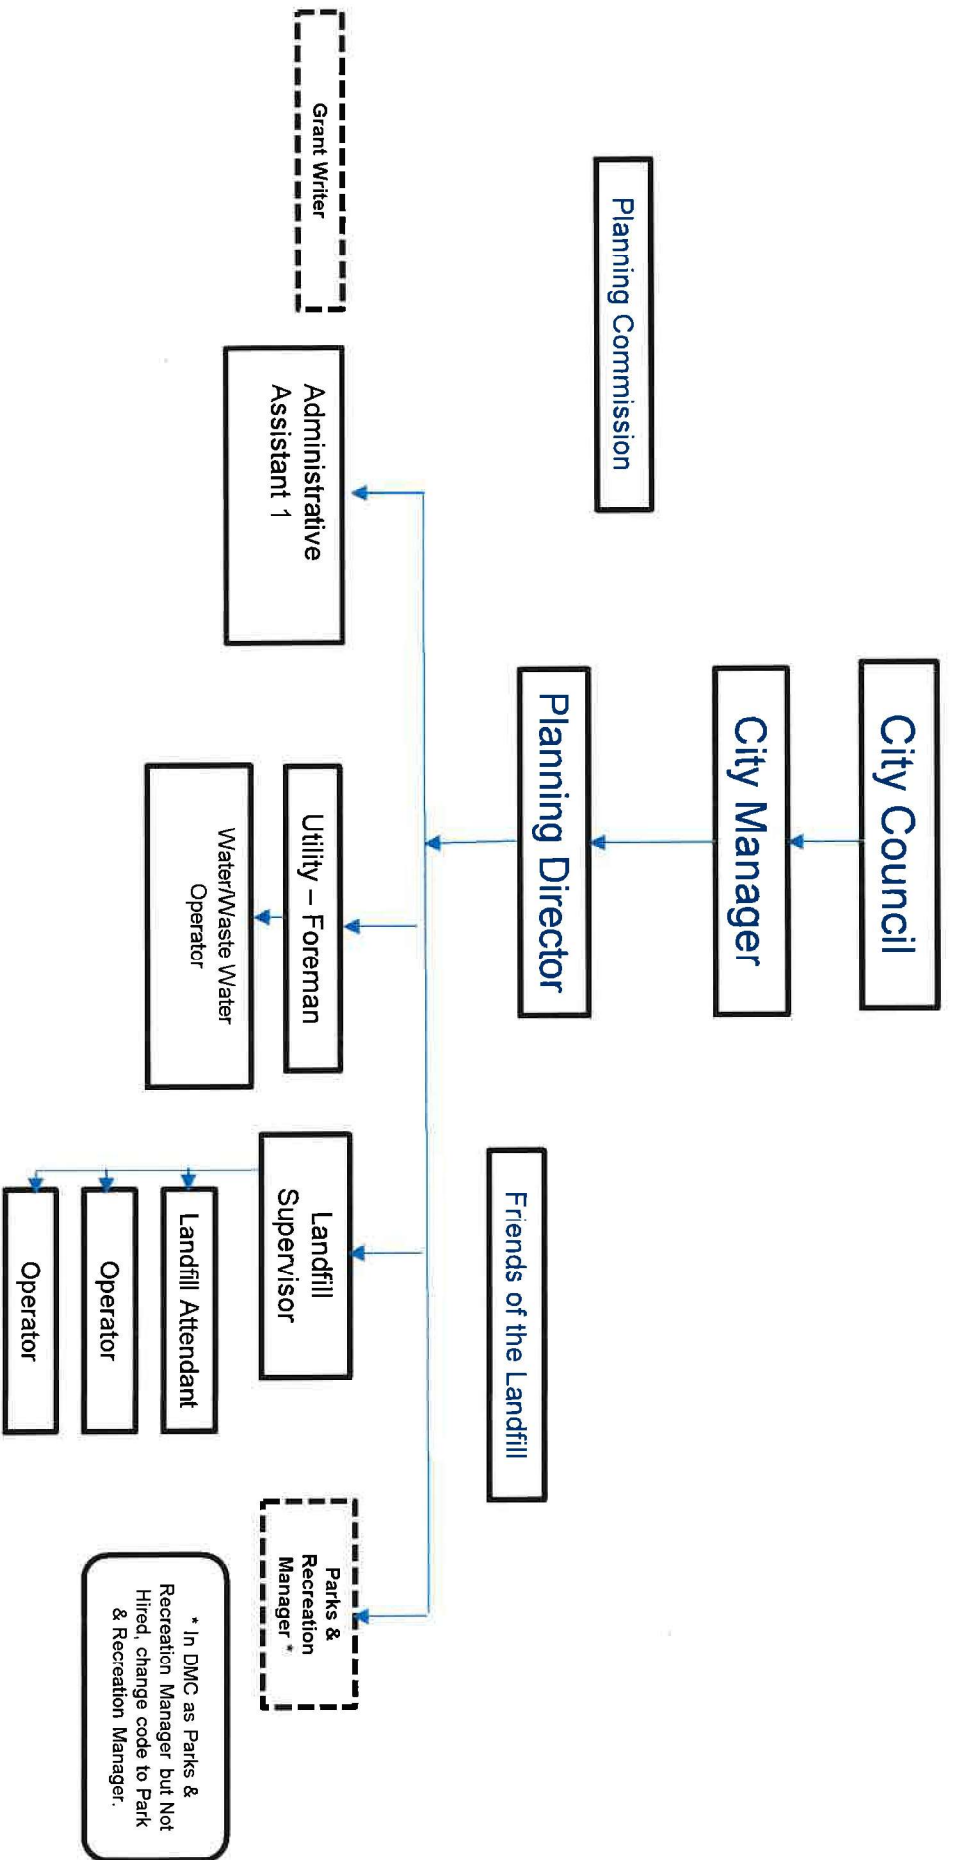 City Council
City Manager
Planning Commission
Planning Director
Friends of the Landfill
Grant Writer
Administrative
Assistant 1
Utility – Foreman
Water/Waste Water
Operator
Landfill
Supervisor
Landfill Attendant
Operator
Operator
Parks &
Recreation
Manager *
* In DMC as Parks &
Recreation Manager but Not
Hired, change code to Park
& Recreation Manager.